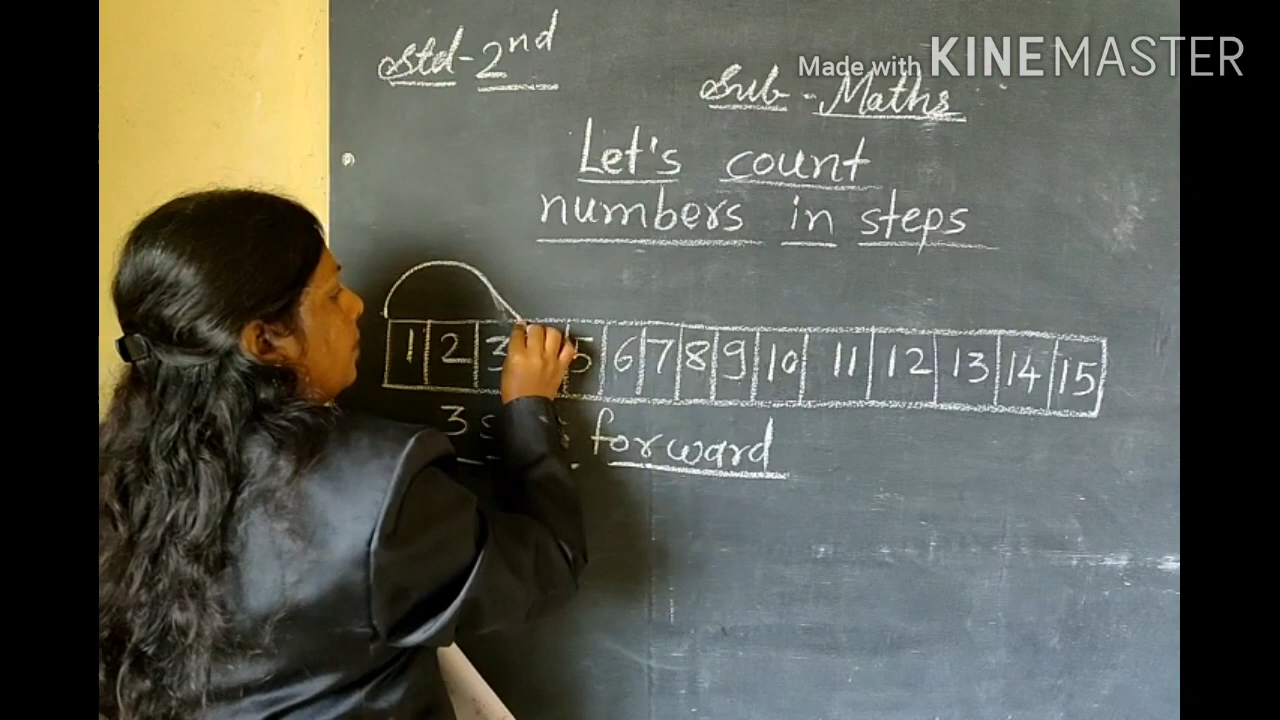 Std-2nd
Made with KINEMASTER
Sub-Maths
Let's count
numbers in steps
1 2 3 5 6 7 8 9 10 11 12 13 14 15
3 forward